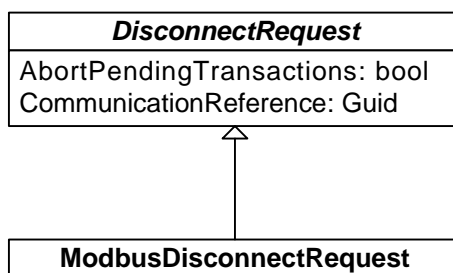 DisconnectRequest
AbortPendingTransactions: bool
CommunicationReference: Guid
ModbusDisconnectRequest